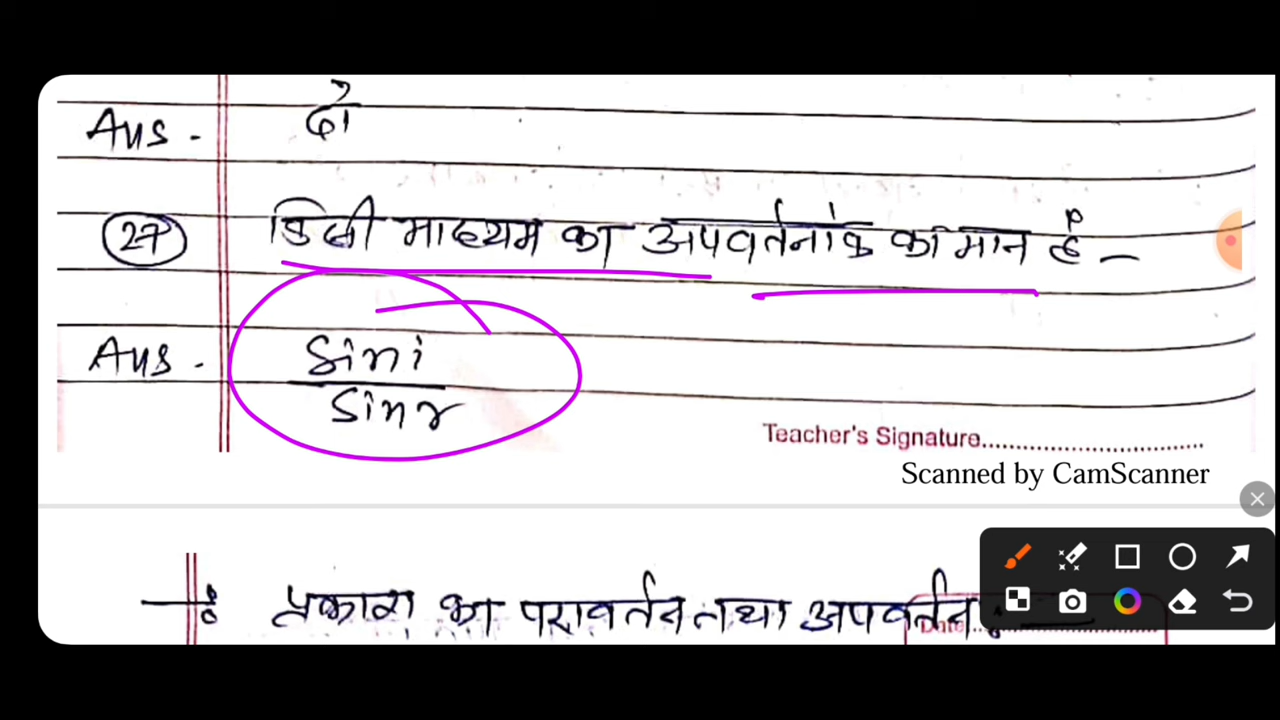 Ans. दो
27 किसी माध्यम का अपवर्तनांक का मान है –
Ans. Sin i
Sin r
Teacher's Signature
Scanned by CamScanner
प्रकाश का परावर्तन तथा अपवर्तन :
Date